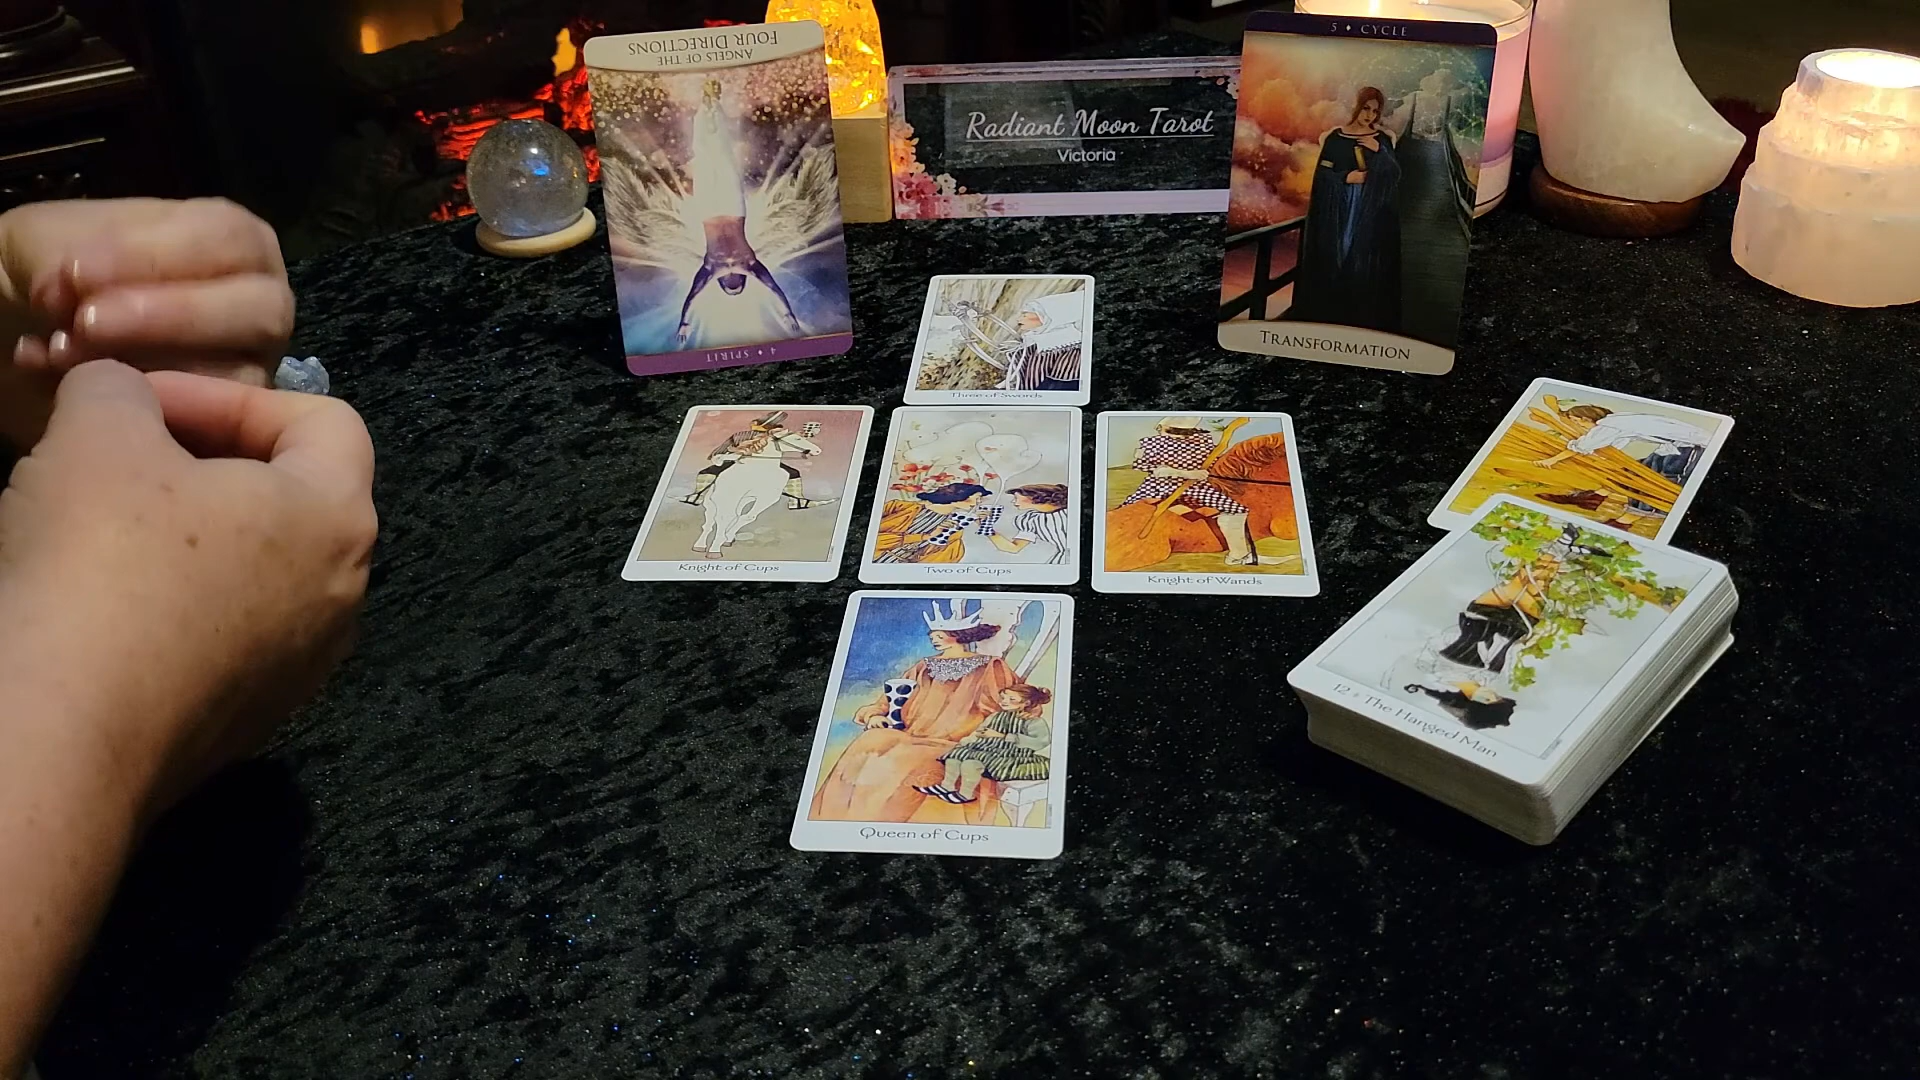 ANGELS OF THE
FOUR DIRECTIONS
4 ♦ SPIRIT
Radiant Moon Tarot
Victoria
5 ♦ CYCLE
TRANSFORMATION
Three of Swords
Knight of Cups
Two of Cups
Knight of Wands
Queen of Cups
12 ♦ The Hanged Man